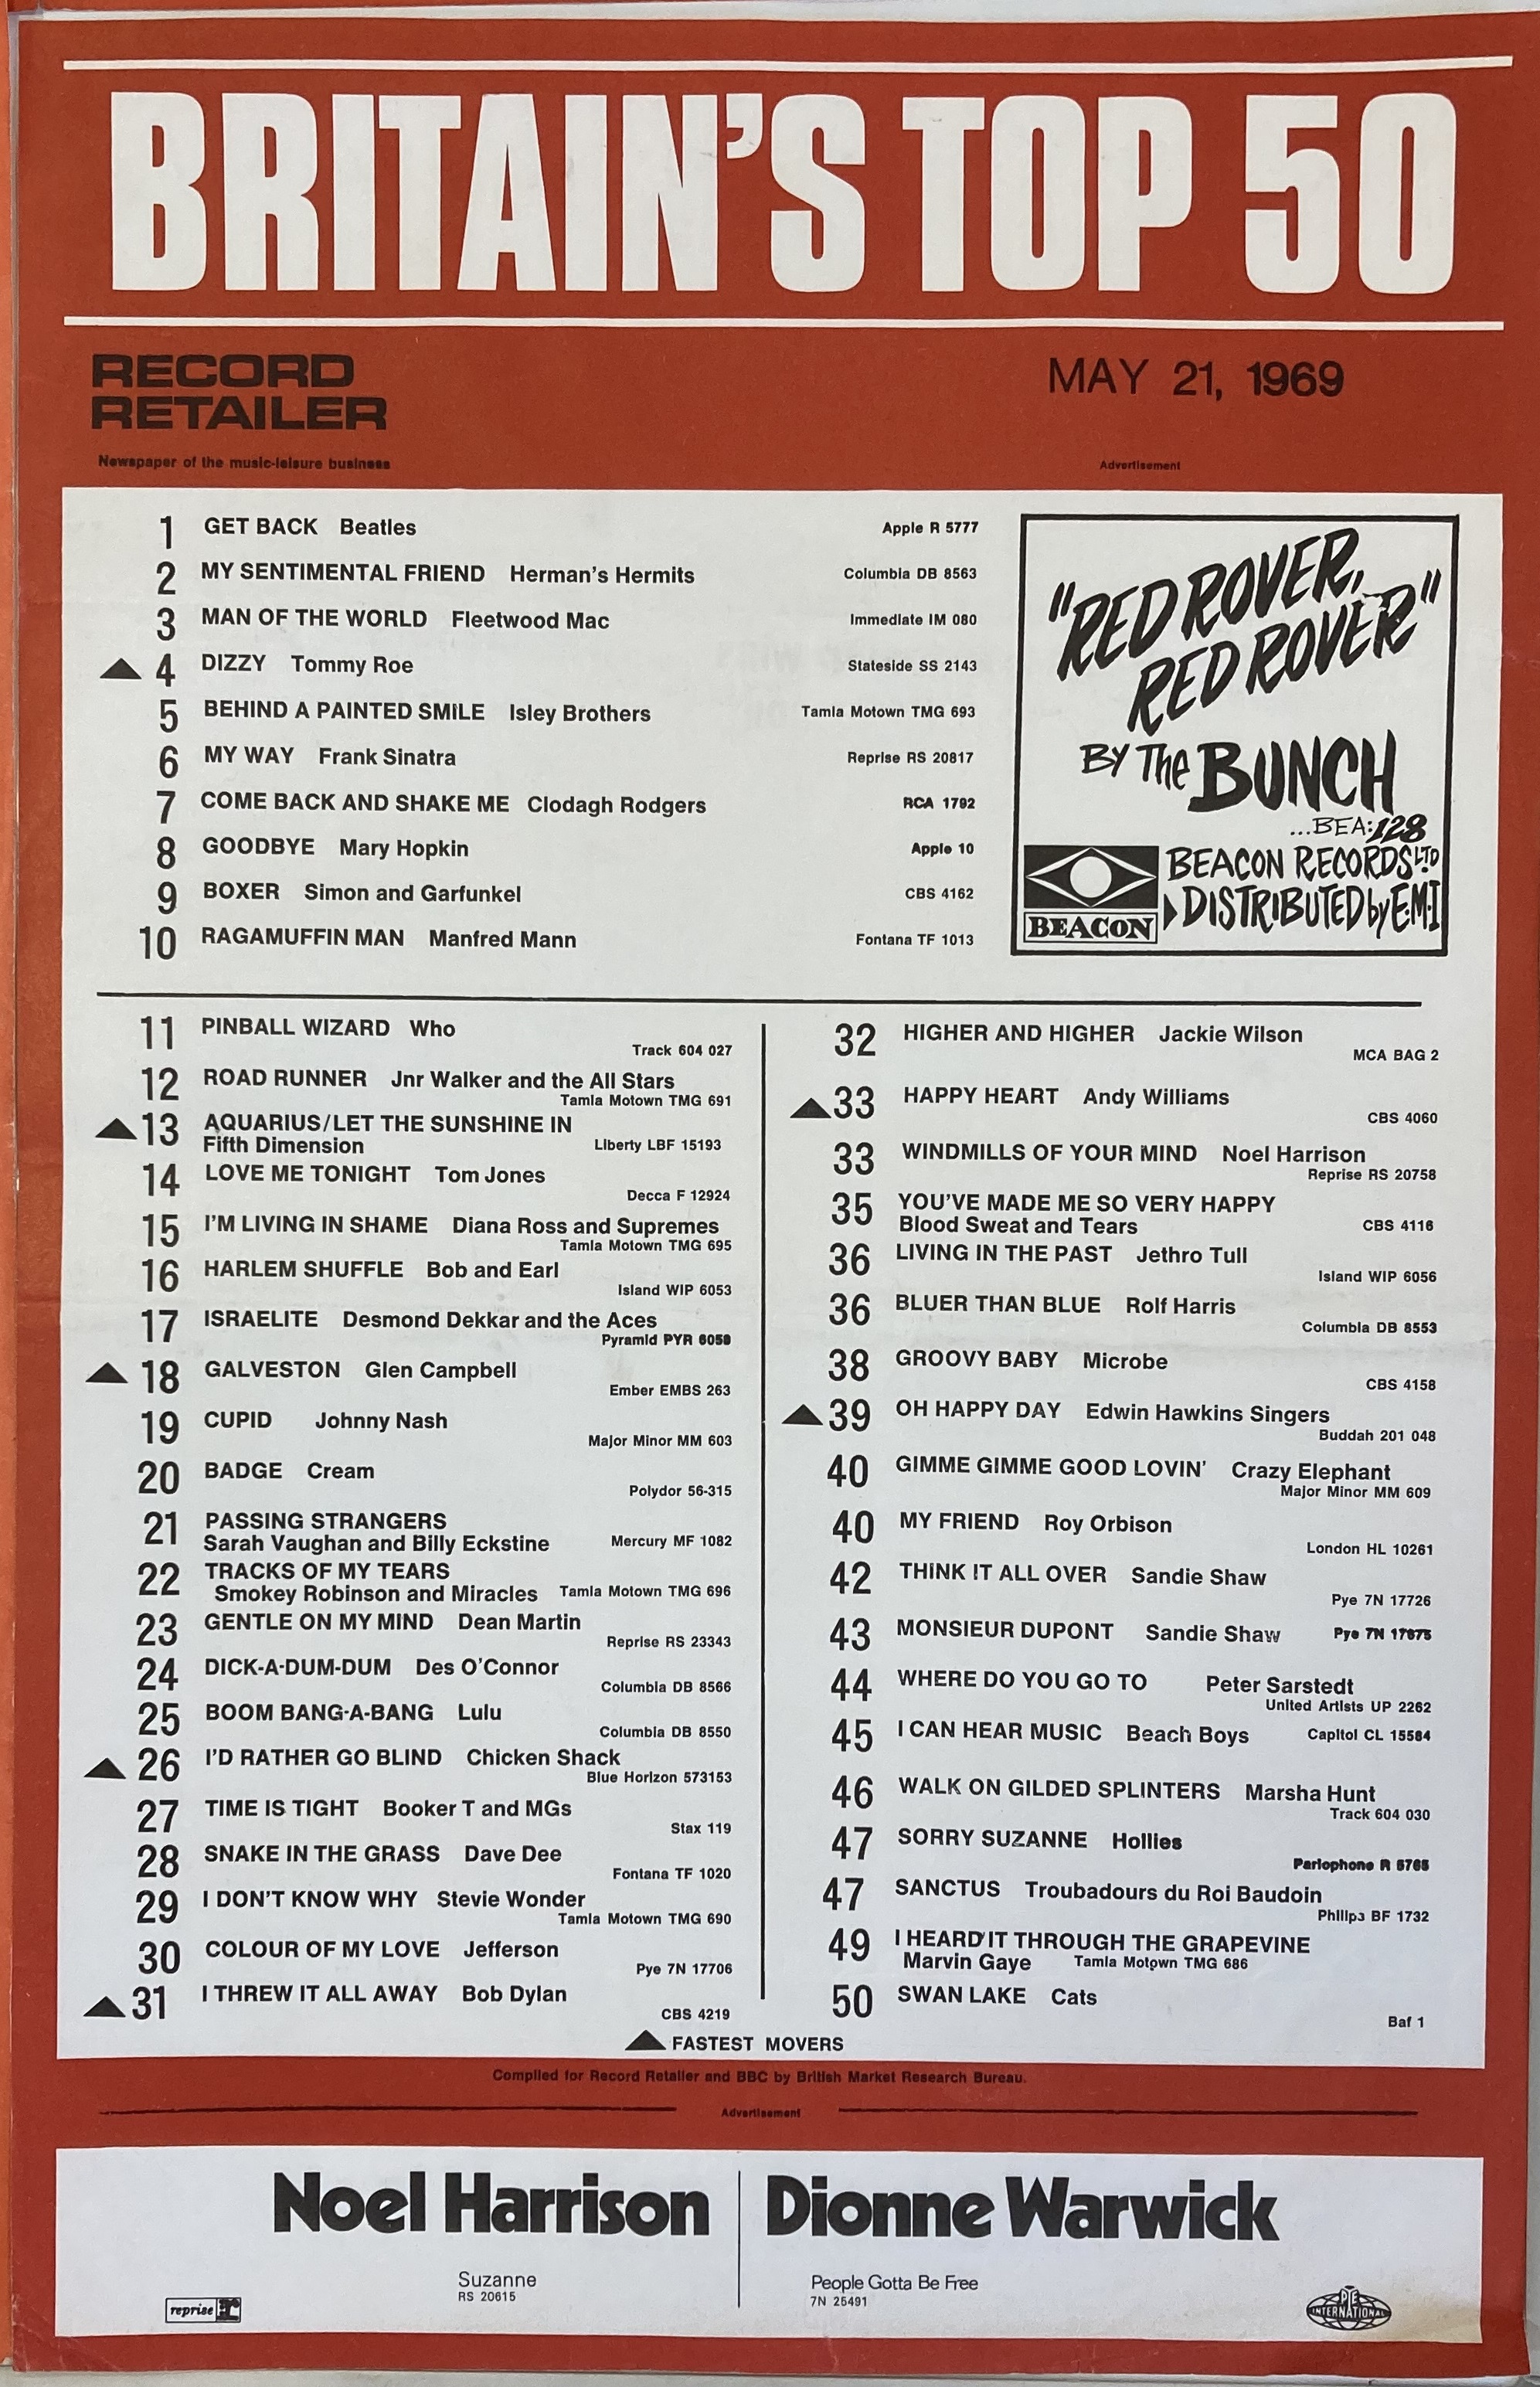 BRITAIN'S TOP 50
RECORD
RETAILER
MAY 21, 1969
Newspaper of the music-leisure business
Advertisement
1 GET BACK Beatles Apple R 5777
2 MY SENTIMENTAL FRIEND Herman's Hermits Columbia DB 8563
3 MAN OF THE WORLD Fleetwood Mac Immediate IM 080
▲ 4 DIZZY Tommy Roe Stateside SS 2143
5 BEHIND A PAINTED SMILE Isley Brothers Tamla Motown TMG 693
6 MY WAY Frank Sinatra Reprise RS 20817
7 COME BACK AND SHAKE ME Clodagh Rodgers RCA 1792
8 GOODBYE Mary Hopkin Apple 10
9 BOXER Simon and Garfunkel CBS 4162
10 RAGAMUFFIN MAN Manfred Mann Fontana TF 1013
"RED ROVER,
RED ROVER"
BY The BUNCH
...BEA:128
BEACON RECORDS LTD
DISTRIBUTED by E.M.I
BEACON
11 PINBALL WIZARD Who
Track 604 027
12 ROAD RUNNER Jnr Walker and the All Stars
Tamla Motown TMG 691
▲ 13 AQUARIUS/LET THE SUNSHINE IN
Fifth Dimension Liberty LBF 15193
14 LOVE ME TONIGHT Tom Jones
Decca F 12924
15 I'M LIVING IN SHAME Diana Ross and Supremes
Tamla Motown TMG 695
16 HARLEM SHUFFLE Bob and Earl
Island WIP 6053
17 ISRAELITE Desmond Dekkar and the Aces
Pyramid PYR 6058
▲ 18 GALVESTON Glen Campbell
Ember EMBS 263
19 CUPID Johnny Nash
Major Minor MM 603
20 BADGE Cream
Polydor 56-315
21 PASSING STRANGERS
Sarah Vaughan and Billy Eckstine Mercury MF 1082
22 TRACKS OF MY TEARS
Smokey Robinson and Miracles Tamla Motown TMG 696
23 GENTLE ON MY MIND Dean Martin
Reprise RS 23343
24 DICK-A-DUM-DUM Des O'Connor
Columbia DB 8566
25 BOOM BANG-A-BANG Lulu
Columbia DB 8550
▲ 26 I'D RATHER GO BLIND Chicken Shack
Blue Horizon 573153
27 TIME IS TIGHT Booker T and MGs
Stax 119
28 SNAKE IN THE GRASS Dave Dee
Fontana TF 1020
29 I DON'T KNOW WHY Stevie Wonder
Tamla Motown TMG 690
30 COLOUR OF MY LOVE Jefferson
Pye 7N 17706
▲ 31 I THREW IT ALL AWAY Bob Dylan
CBS 4219
32 HIGHER AND HIGHER Jackie Wilson
MCA BAG 2
▲ 33 HAPPY HEART Andy Williams
CBS 4060
33 WINDMILLS OF YOUR MIND Noel Harrison
Reprise RS 20758
35 YOU'VE MADE ME SO VERY HAPPY
Blood Sweat and Tears CBS 4116
36 LIVING IN THE PAST Jethro Tull
Island WIP 6056
36 BLUER THAN BLUE Rolf Harris
Columbia DB 8553
38 GROOVY BABY Microbe
CBS 4158
▲ 39 OH HAPPY DAY Edwin Hawkins Singers
Buddah 201 048
40 GIMME GIMME GOOD LOVIN' Crazy Elephant
Major Minor MM 609
40 MY FRIEND Roy Orbison
London HL 10261
42 THINK IT ALL OVER Sandie Shaw
Pye 7N 17726
43 MONSIEUR DUPONT Sandie Shaw Pye 7N 17675
44 WHERE DO YOU GO TO Peter Sarstedt
United Artists UP 2262
45 I CAN HEAR MUSIC Beach Boys Capitol CL 15584
46 WALK ON GILDED SPLINTERS Marsha Hunt
Track 604 030
47 SORRY SUZANNE Hollies
Parlophone R 5765
47 SANCTUS Troubadours du Roi Baudoin
Philips BF 1732
49 I HEARD IT THROUGH THE GRAPEVINE
Marvin Gaye Tamla Motown TMG 686
50 SWAN LAKE Cats
Baf 1
▲ FASTEST MOVERS
Compiled for Record Retailer and BBC by British Market Research Bureau.
Advertisement
Noel Harrison
Suzanne
RS 20615
reprise
Dionne Warwick
People Gotta Be Free
7N 25491
PYE
INTERNATIONAL